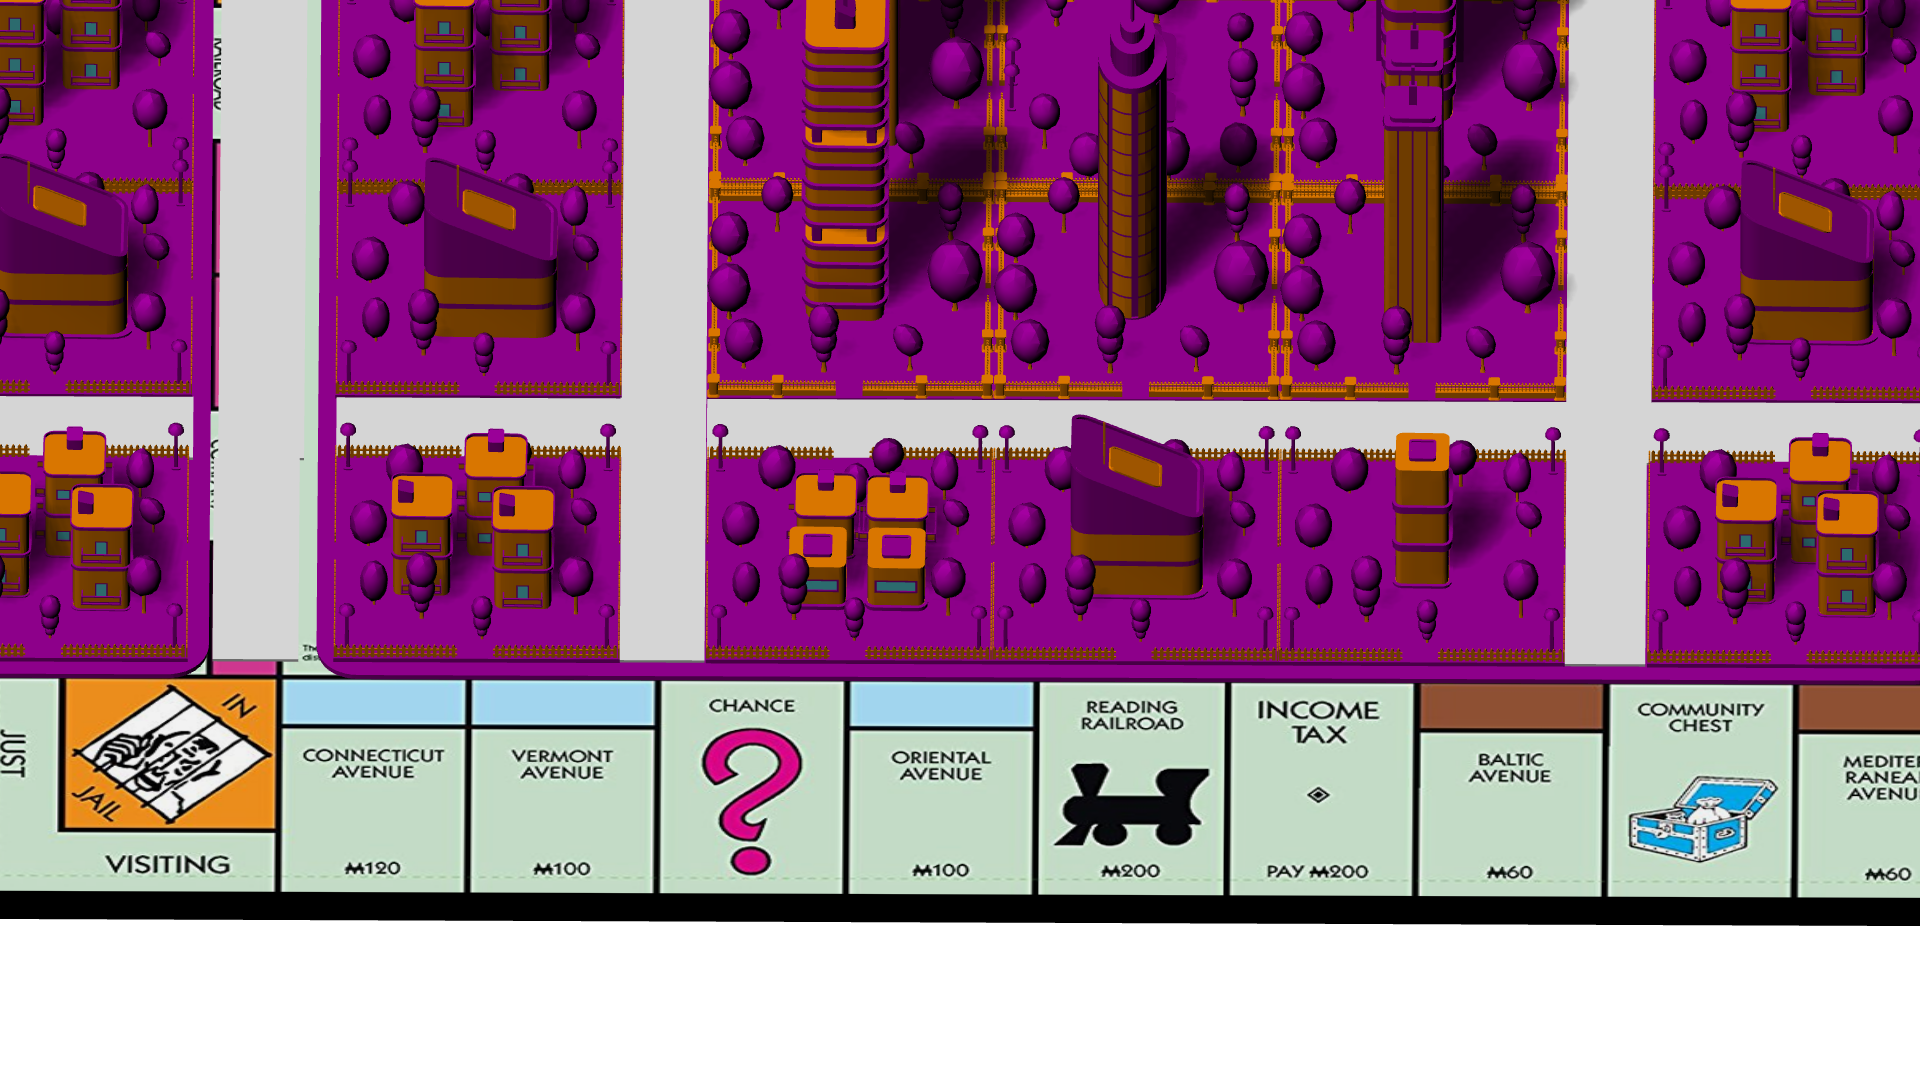 JUST
IN
JAIL
VISITING
CONNECTICUT
AVENUE
M120
VERMONT
AVENUE
M100
CHANCE
ORIENTAL
AVENUE
M100
READING
RAILROAD
M200
INCOME
TAX
PAY M200
BALTIC
AVENUE
M60
COMMUNITY
CHEST
M60